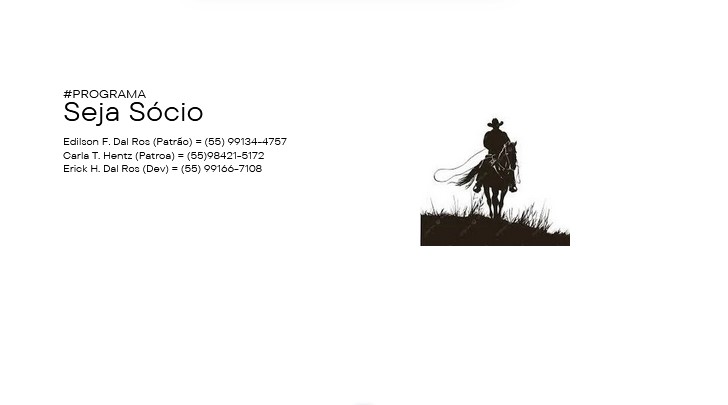 #PROGRAMA
Seja Sócio
Edilson F. Dal Ros (Patrão) = (55) 99134-4757
Carla T. Hentz (Patroa) = (55)98421-5172
Erick H. Dal Ros (Dev) = (55) 99166-7108